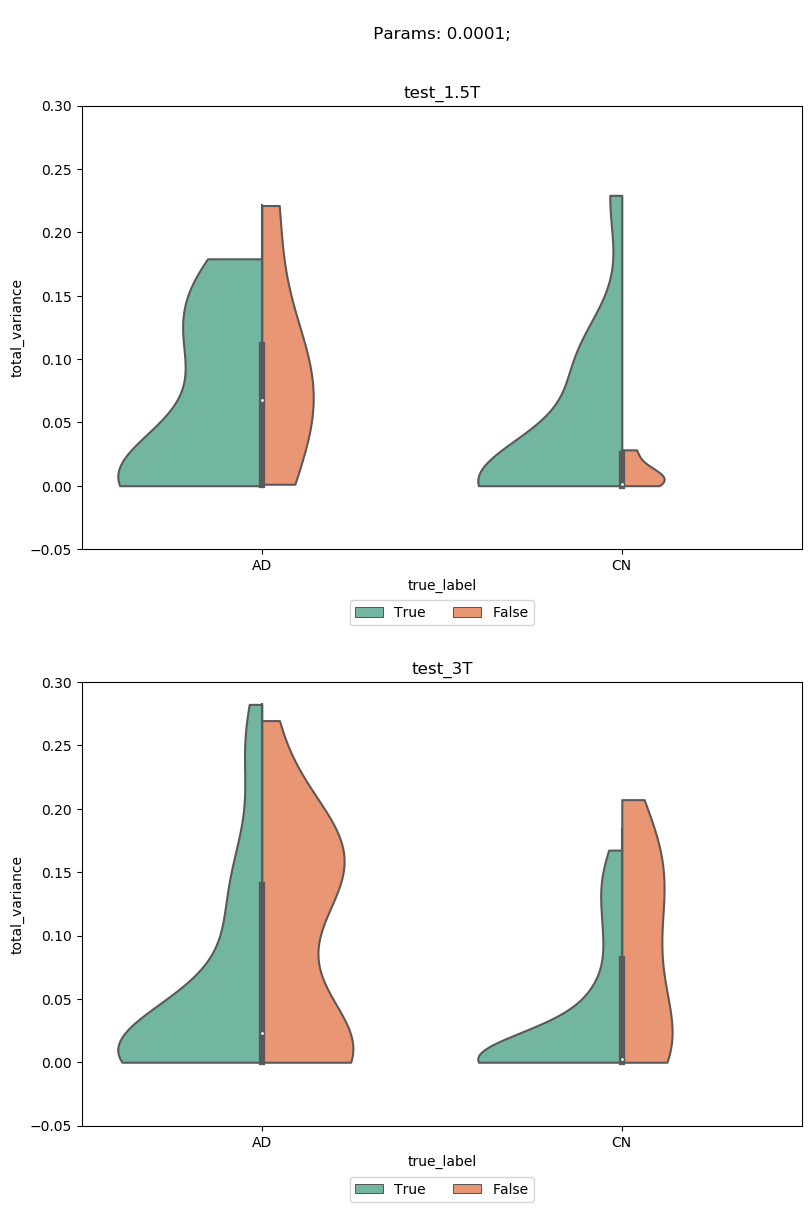 Params: 0.0001;
test_1.5T
0.30
0.25
0.20
0.15
0.10
0.05
0.00
−0.05
total_variance
AD CN
true_label
True False
test_3T
0.30
0.25
0.20
0.15
0.10
0.05
0.00
−0.05
total_variance
AD CN
true_label
True False